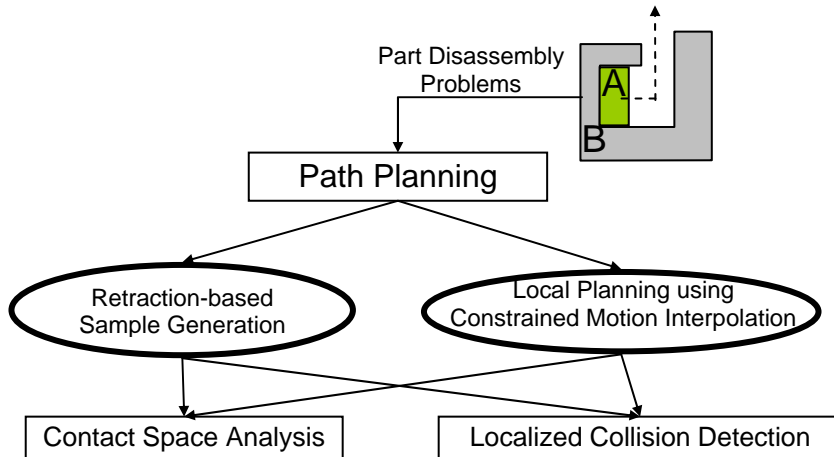 Part Disassembly
Problems
A
B
Path Planning
Retraction-based
Sample Generation
Local Planning using
Constrained Motion Interpolation
Contact Space Analysis
Localized Collision Detection